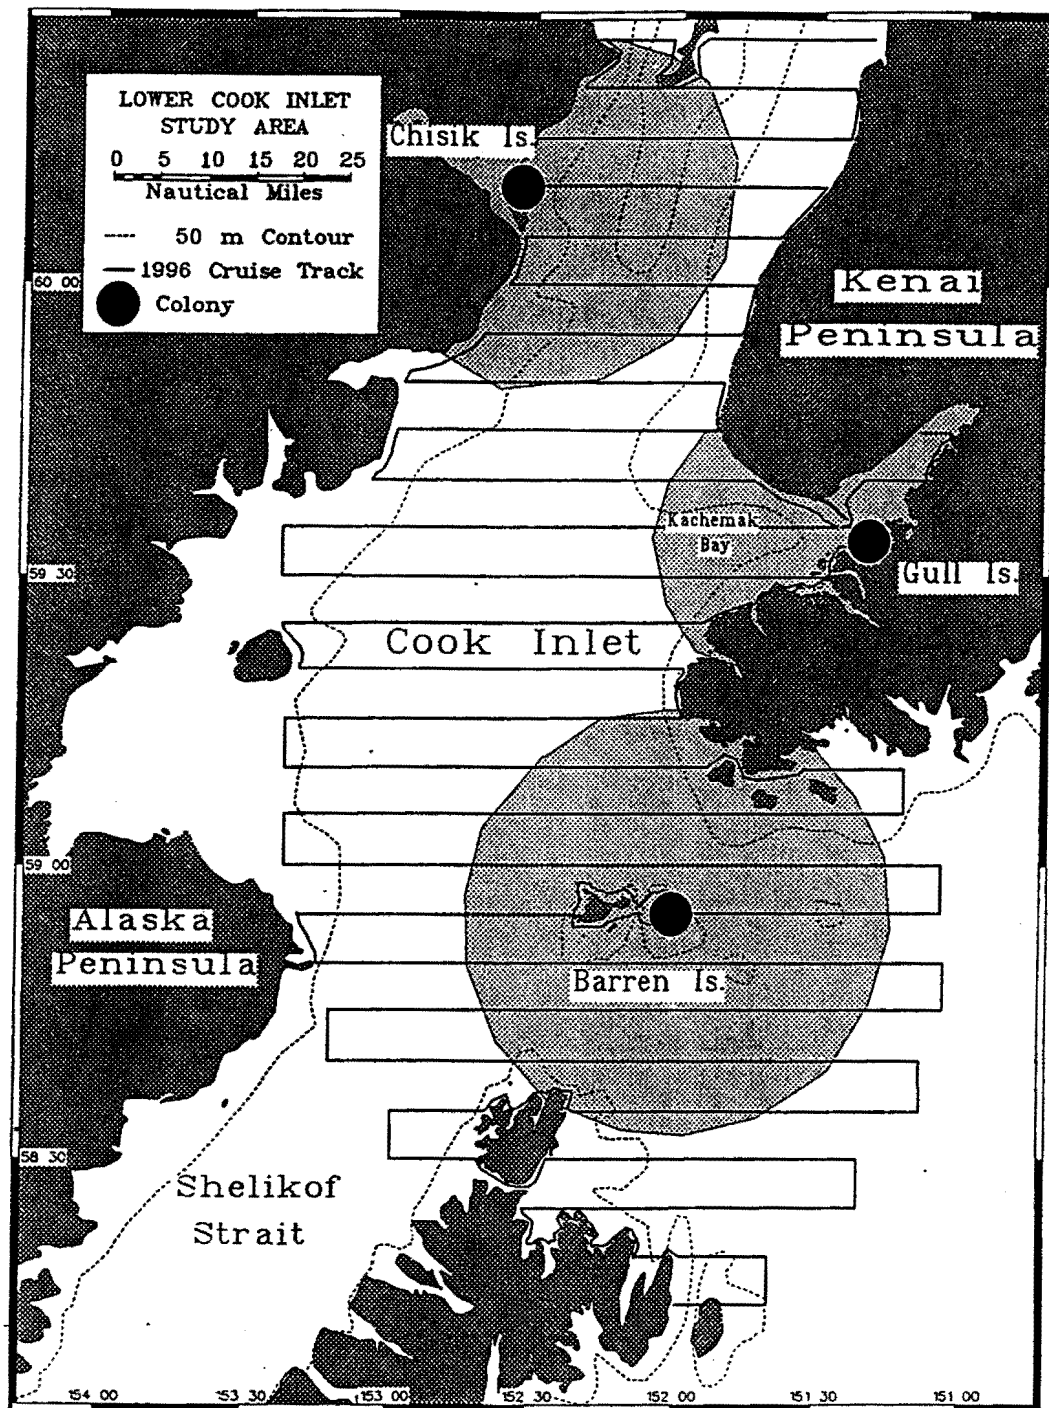 LOWER COOK INLET
STUDY AREA
0 5 10 15 20 25
Nautical Miles
50 m Contour
1996 Cruise Track
Colony
Chisik Is.
60 00
Kenai
Peninsula
Kachemak
Bay
59 30
Gull Is.
Cook Inlet
59 00
Alaska
Peninsula
Barren Is.
58 30
Shelikof
Strait
154 00 153 30 153 00 152 30 152 00 151 30 151 00